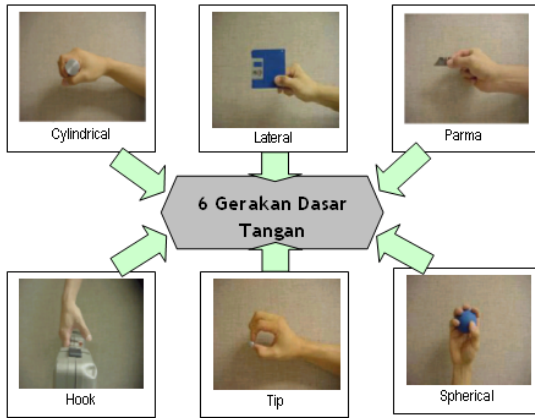 Cylindrical
Lateral
Parma
6 Gerakan Dasar
Tangan
Hook
Tip
Spherical